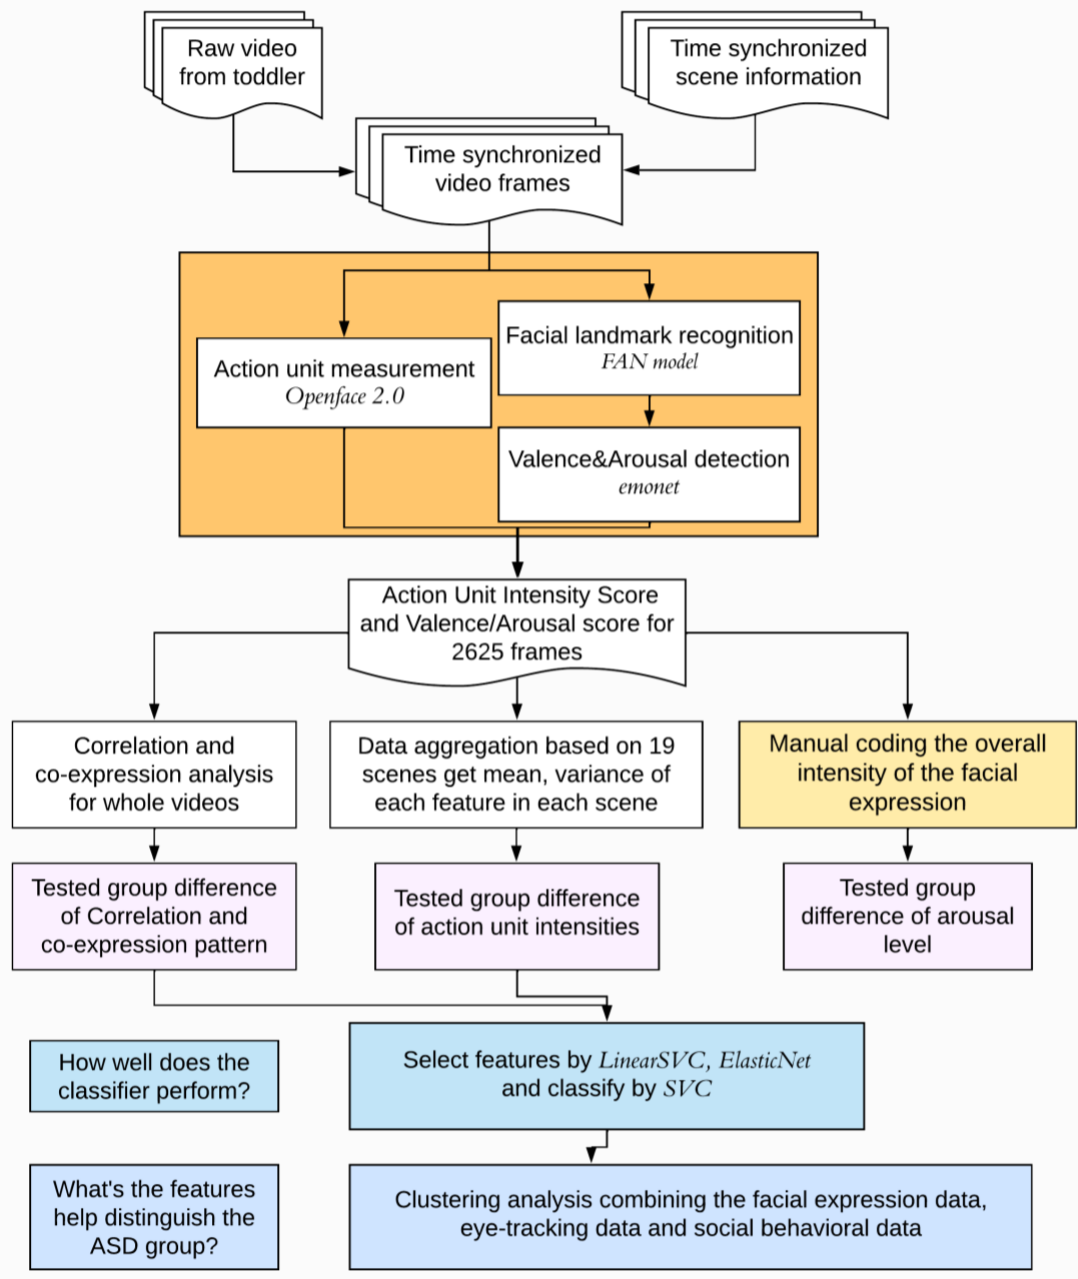 Raw video
from toddler
Time synchronized
scene information
Time synchronized
video frames
Action unit measurement
Openface 2.0
Facial landmark recognition
FAN model
Valence&Arousal detection
emonet
Action Unit Intensity Score
and Valence/Arousal score for
2625 frames
Correlation and
co-expression analysis
for whole videos
Data aggregation based on 19
scenes get mean, variance of
each feature in each scene
Manual coding the overall
intensity of the facial
expression
Tested group difference
of Correlation and
co-expression pattern
Tested group difference
of action unit intensities
Tested group
difference of arousal
level
How well does the
classifier perform?
Select features by LinearSVC, ElasticNet
and classify by SVC
What's the features
help distinguish the
ASD group?
Clustering analysis combining the facial expression data,
eye-tracking data and social behavioral data